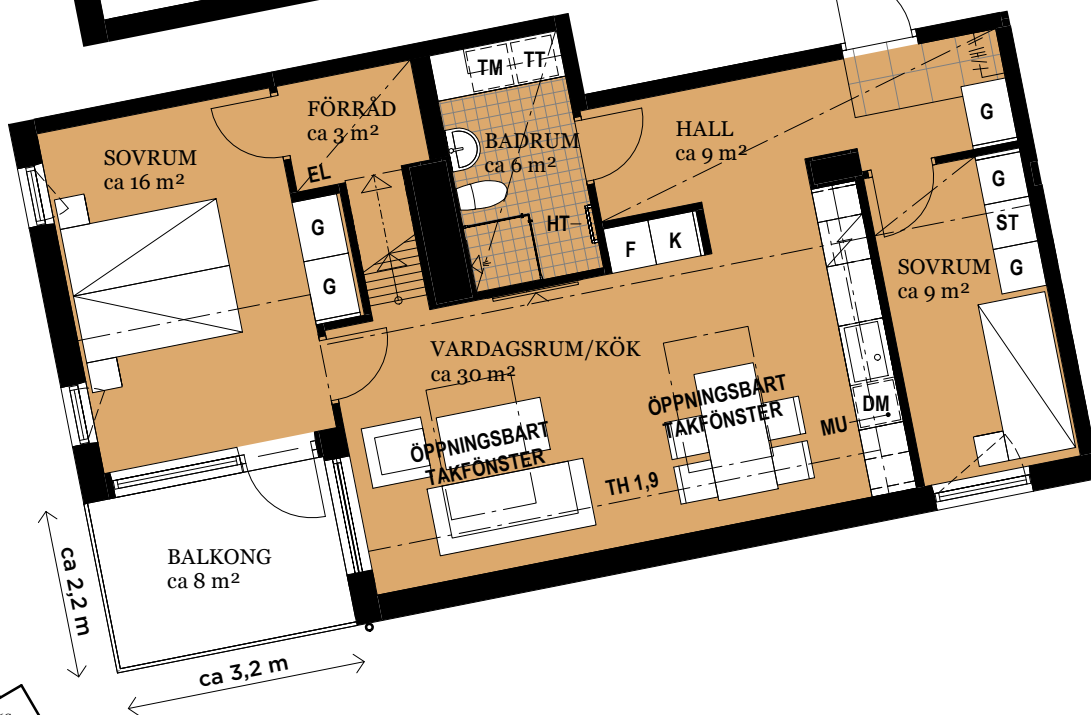 TM
TT
FÖRRÅD
ca 3 m²
BADRUM
ca 6 m²
HALL
ca 9 m²
G
SOVRUM
ca 16 m²
EL
G
ST
G
G
G
HT
F
K
SOVRUM
ca 9 m²
VARDAGSRUM/KÖK
ca 30 m²
ÖPPNINGSBART
TAKFÖNSTER
ÖPPNINGSBART
TAKFÖNSTER
MU
DM
TH 1,9
BALKONG
ca 8 m²
ca 2,2 m
ca 3,2 m